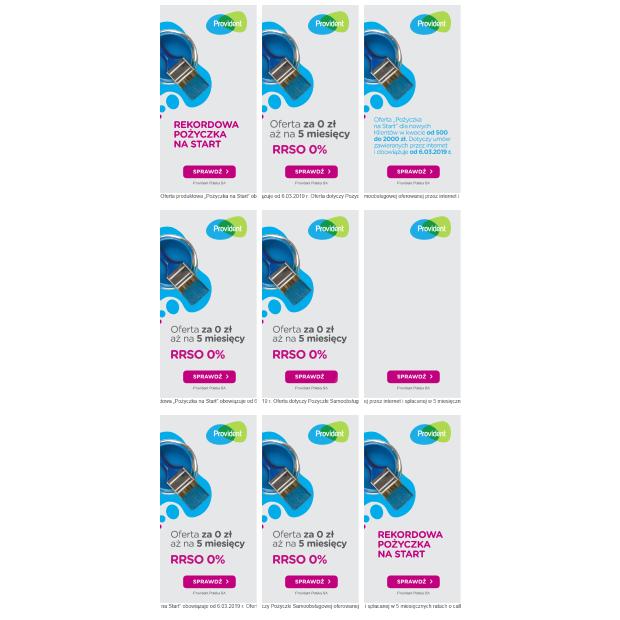 Provident
REKORDOWA
POŻYCZKA
NA START
SPRAWDŹ
Provident Polska SA
Oferta produktowa „Pożyczka na Start" ob
Provident
Oferta za 0 zł
aż na 5 miesięcy
RRSO 0%
SPRAWDŹ
Provident Polska SA
zuje od 6.03.2019 r. Oferta dotyczy Pożyc
Provident
Oferta „Pożyczka
na Start" dla nowych
Klientów w kwocie od 500
do 2000 zł. Dotyczy umów
zawieranych przez internet
i obowiązuje od 6.03.2019 r.
SPRAWDŹ
Provident Polska SA
moobsługowej oferowanej przez internet i
Provident
Oferta za 0 zł
aż na 5 miesięcy
RRSO 0%
SPRAWDŹ
Provident Polska SA
dowa „Pożyczka na Start" obowiązuje od 6
Provident
Oferta za 0 zł
aż na 5 miesięcy
RRSO 0%
SPRAWDŹ
Provident Polska SA
19 r. Oferta dotyczy Pożyczki Samoobsług
Provident
SPRAWDŹ
Provident Polska SA
ej przez internet i spłacanej w 5 miesięczn
Provident
Oferta za 0 zł
aż na 5 miesięcy
RRSO 0%
SPRAWDŹ
Provident Polska SA
na Start" obowiązuje od 6.03.2019 r. Ofert
Provident
Oferta za 0 zł
aż na 5 miesięcy
RRSO 0%
SPRAWDŹ
Provident Polska SA
czy Pożyczki Samoobsługowej oferowanej
Provident
REKORDOWA
POŻYCZKA
NA START
SPRAWDŹ
Provident Polska SA
i spłacanej w 5 miesięcznych ratach o całk